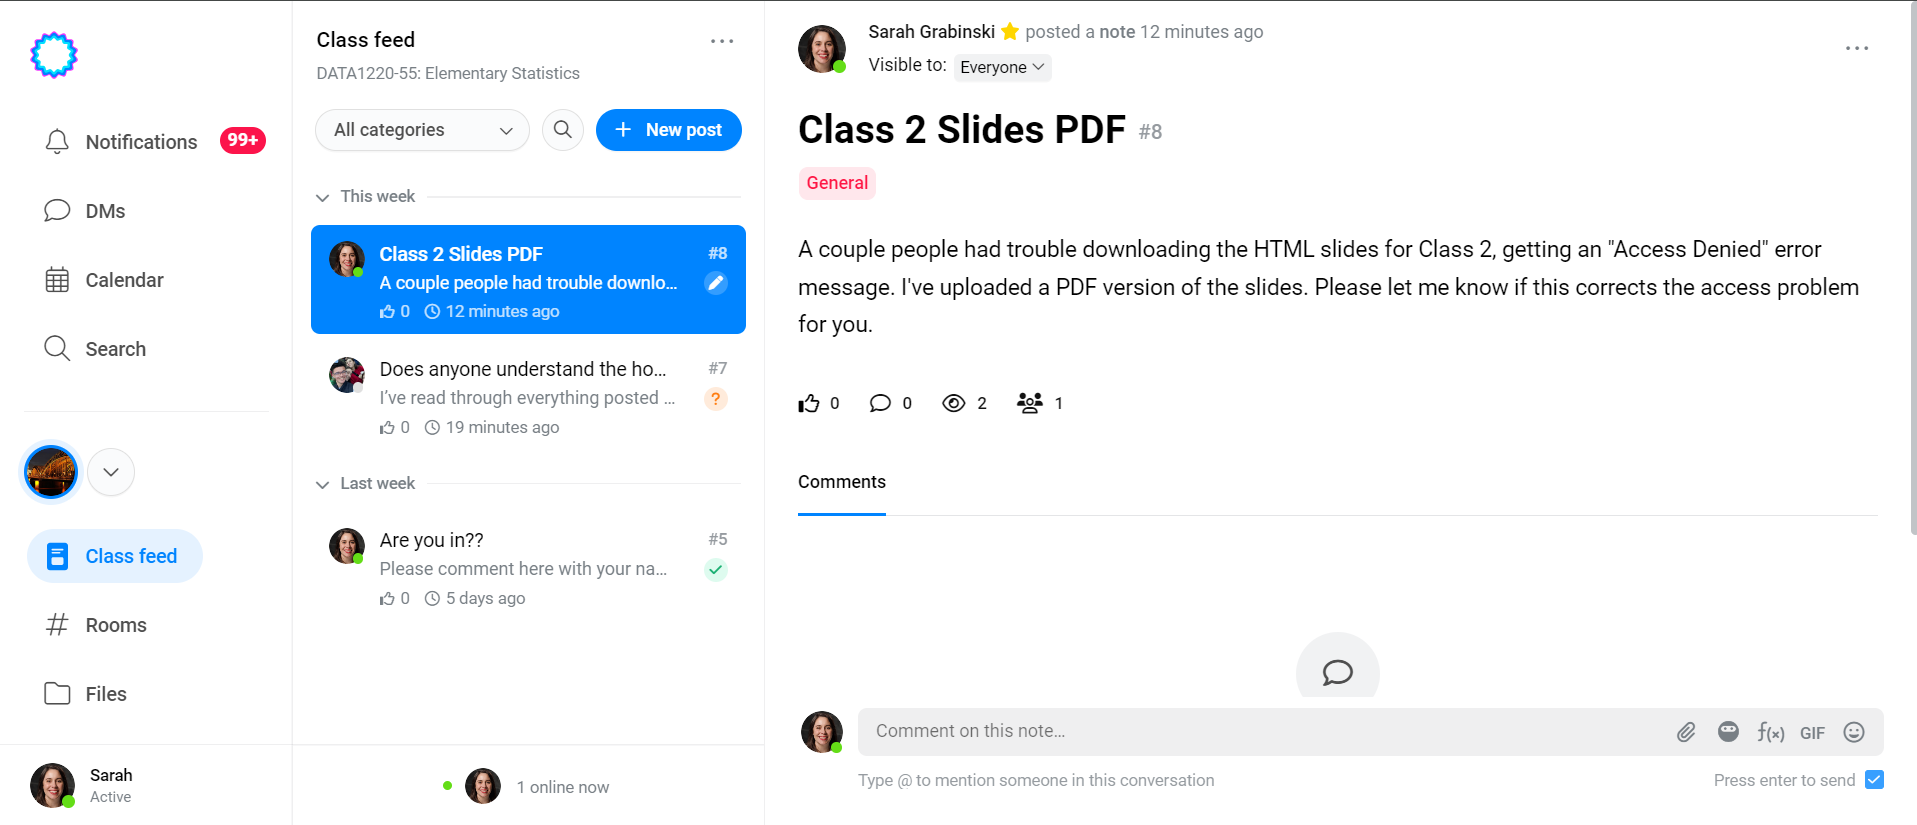 Notifications
99+
DMs
Calendar
Search
Class feed
Rooms
Files
Sarah
Active
Class feed
DATA1220-55: Elementary Statistics
All categories
New post
This week
Class 2 Slides PDF
#8
A couple people had trouble downlo...
0 12 minutes ago
Does anyone understand the ho...
#7
I've read through everything posted ...
?
0 19 minutes ago
Last week
Are you in??
#5
Please comment here with your na...
0 5 days ago
1 online now
Sarah Grabinski posted a note 12 minutes ago
Visible to: Everyone
Class 2 Slides PDF #8
General
A couple people had trouble downloading the HTML slides for Class 2, getting an "Access Denied" error
message. I've uploaded a PDF version of the slides. Please let me know if this corrects the access problem
for you.
0 0 2 1
Comments
Comment on this note...
f(x) GIF
Type @ to mention someone in this conversation
Press enter to send